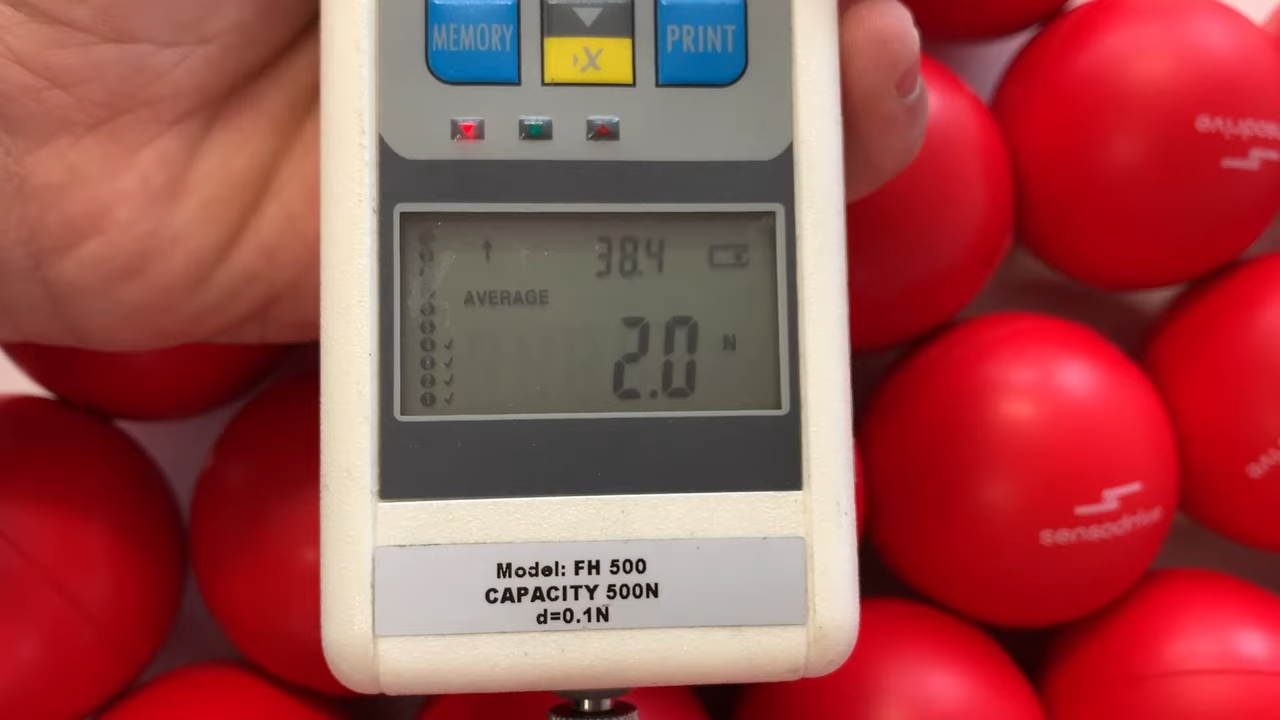 MEMORY
PRINT
38.4
AVERAGE
2.0 N
Model: FH 500
CAPACITY 500N
d=0.1N
sensodrive